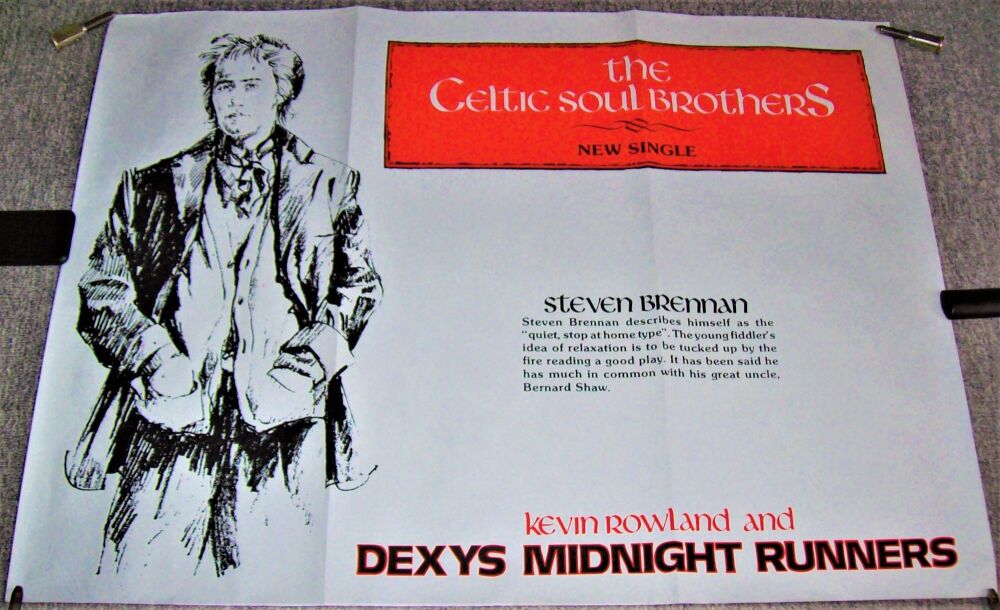 the
Celtic Soul Brothers
NEW SINGLE
Steven Brennan
Steven Brennan describes himself as the
"quiet, stop at home type". The young fiddler's
idea of relaxation is to be tucked up by the
fire reading a good play. It has been said he
has much in common with his great uncle,
Bernard Shaw.
Kevin Rowland and
DEXYS MIDNIGHT RUNNERS